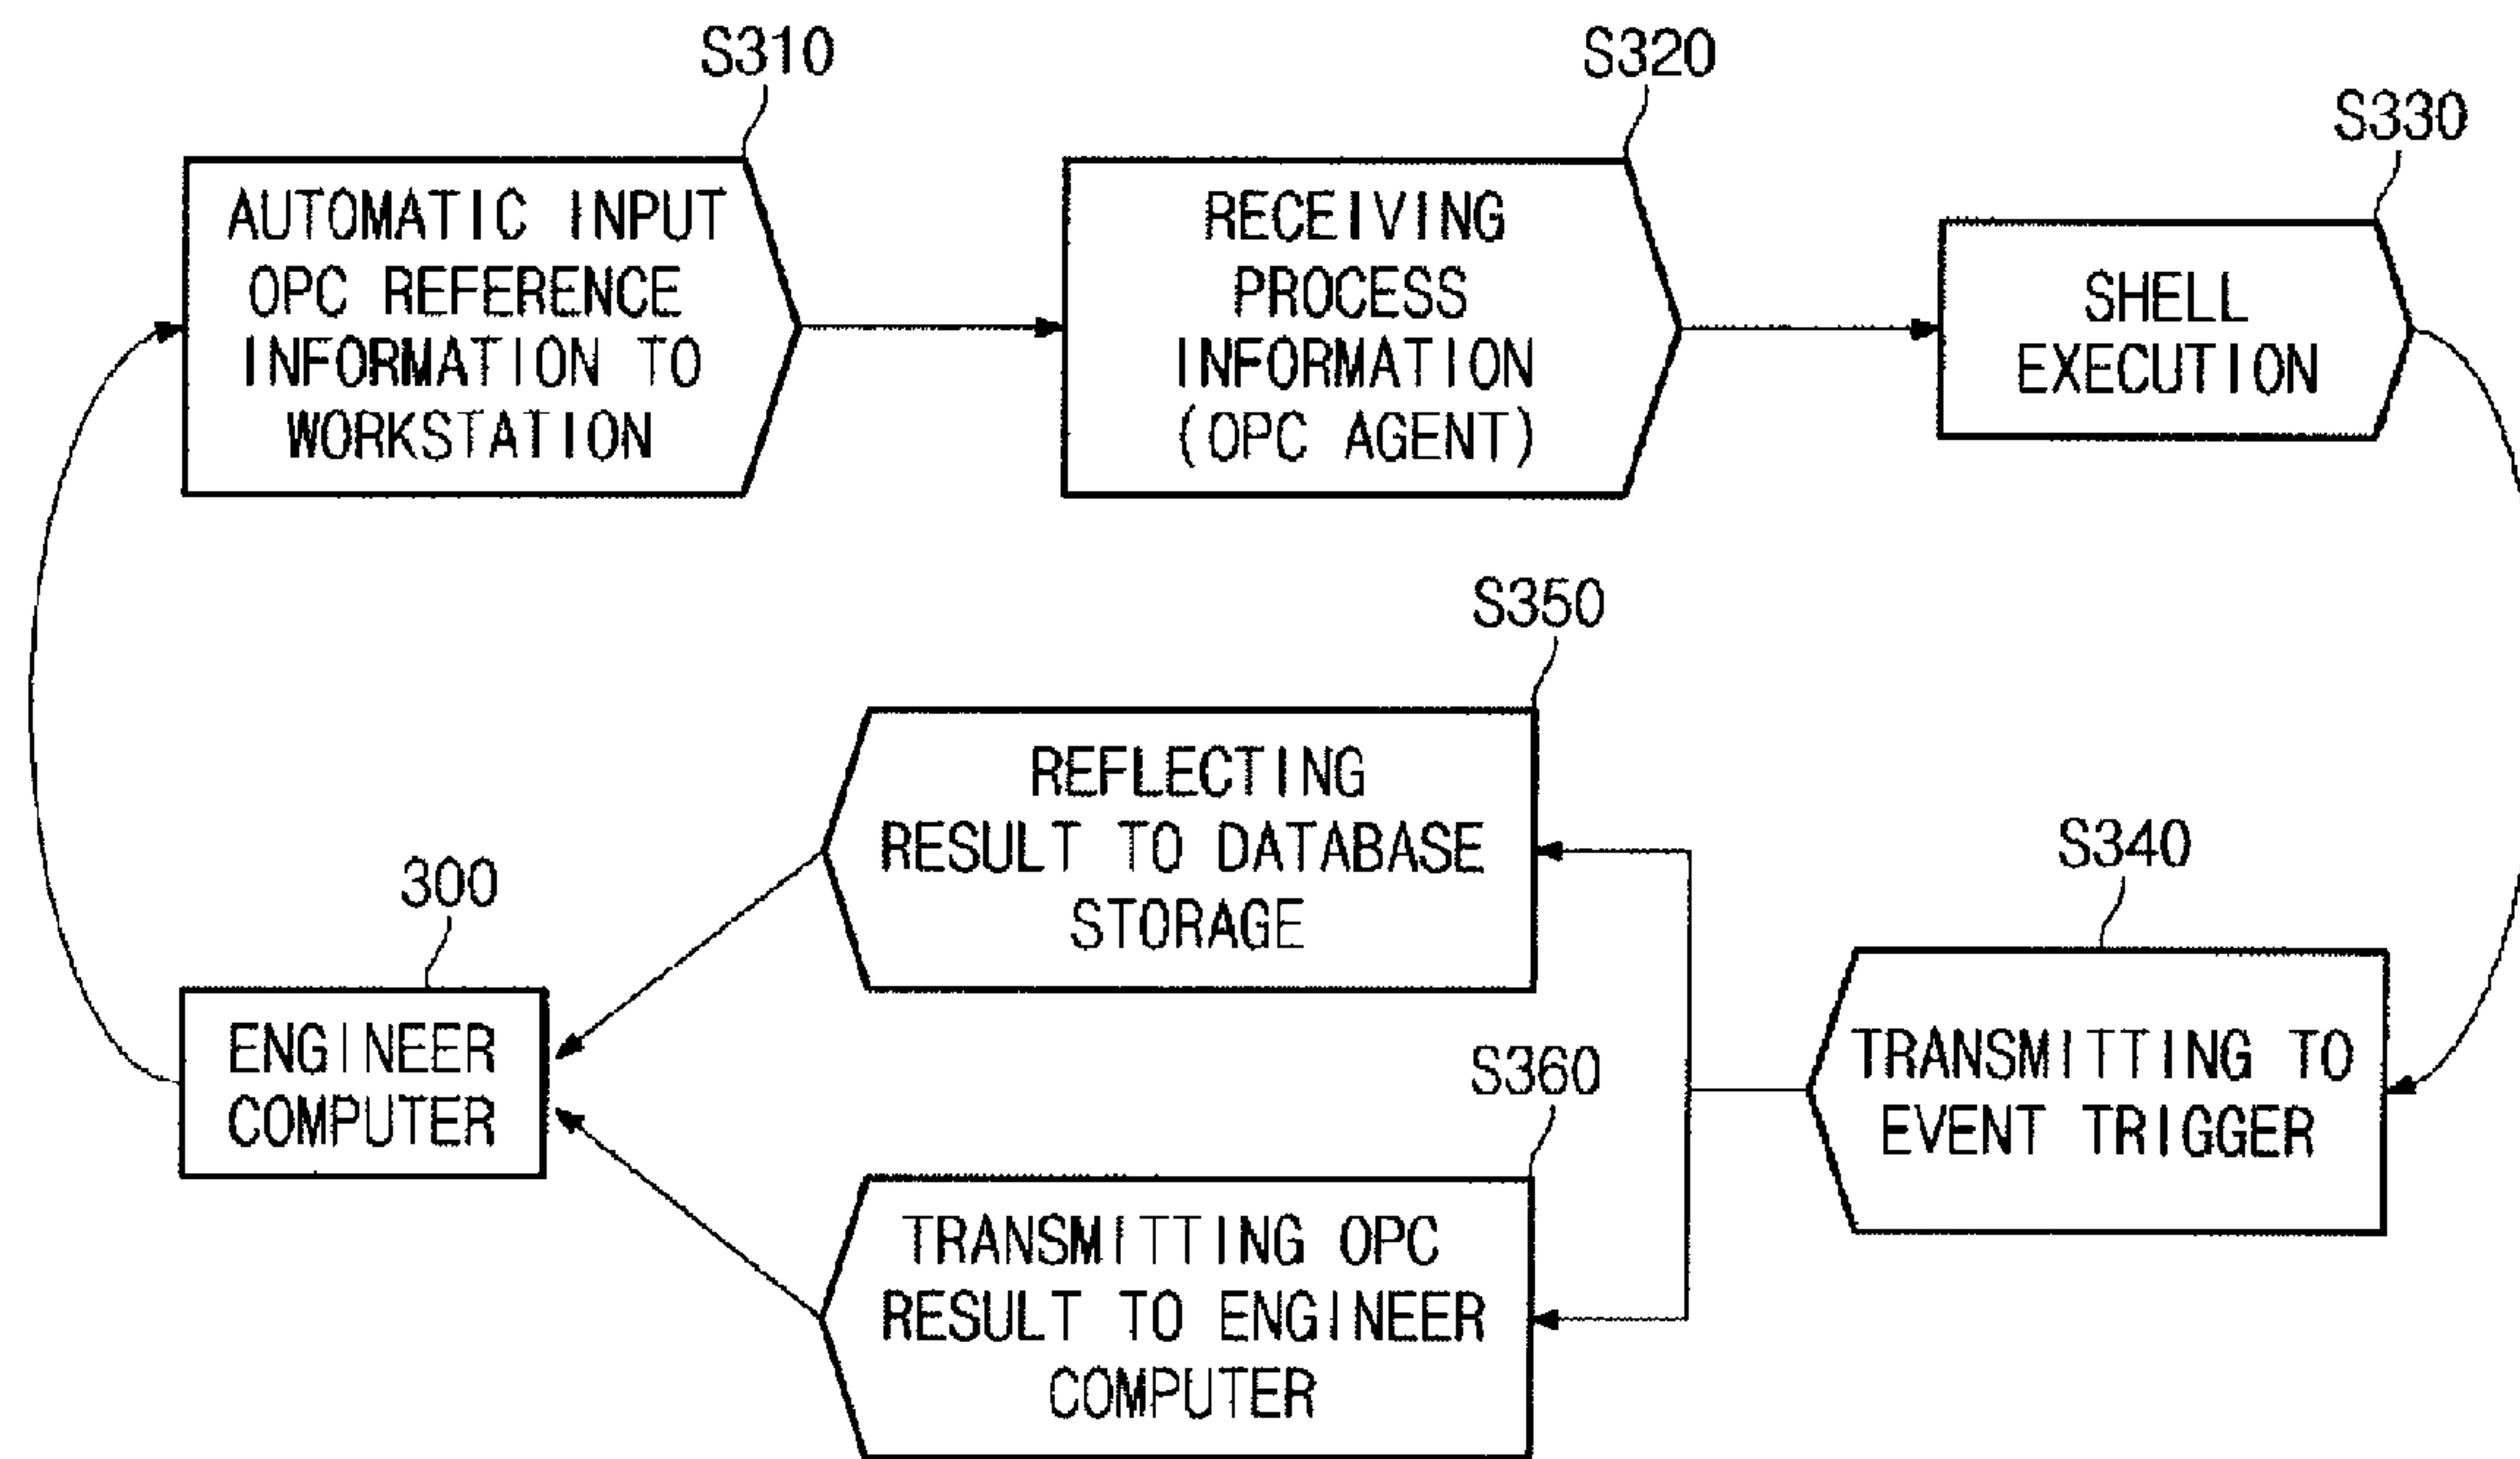 S310
AUTOMATIC INPUT
OPC REFERENCE
INFORMATION TO
WORKSTATION
S320
RECEIVING
PROCESS
INFORMATION
(OPC AGENT)
S330
SHELL
EXECUTION
S340
TRANSMITTING TO
EVENT TRIGGER
S350
REFLECTING
RESULT TO DATABASE
STORAGE
S360
TRANSMITTING OPC
RESULT TO ENGINEER
COMPUTER
300
ENGINEER
COMPUTER